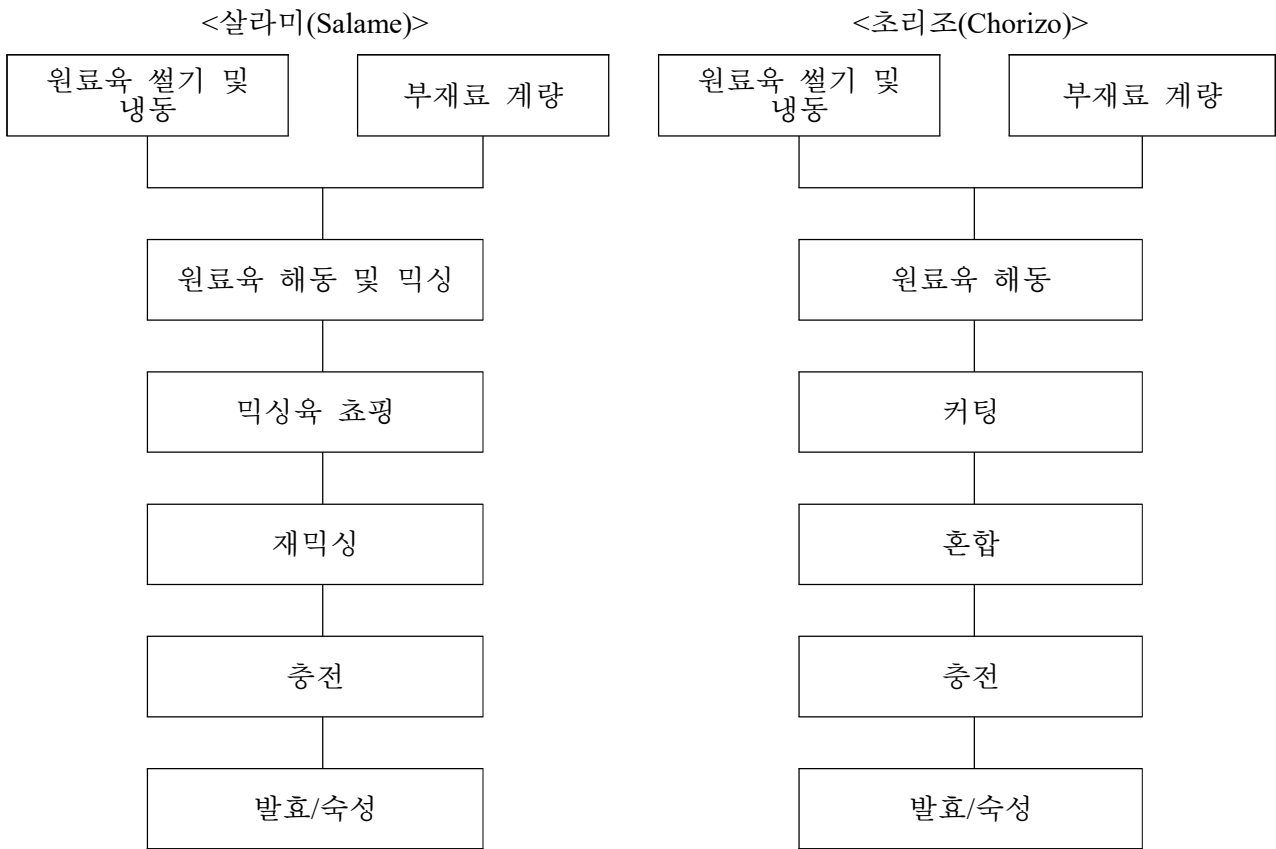 <살라미(Salame)>
원료육 썰기 및
냉동
부재료 계량
원료육 해동 및 믹싱
믹싱육 쵸핑
재믹싱
충전
발효/숙성
<초리조(Chorizo)>
원료육 썰기 및
냉동
부재료 계량
원료육 해동
커팅
혼합
충전
발효/숙성